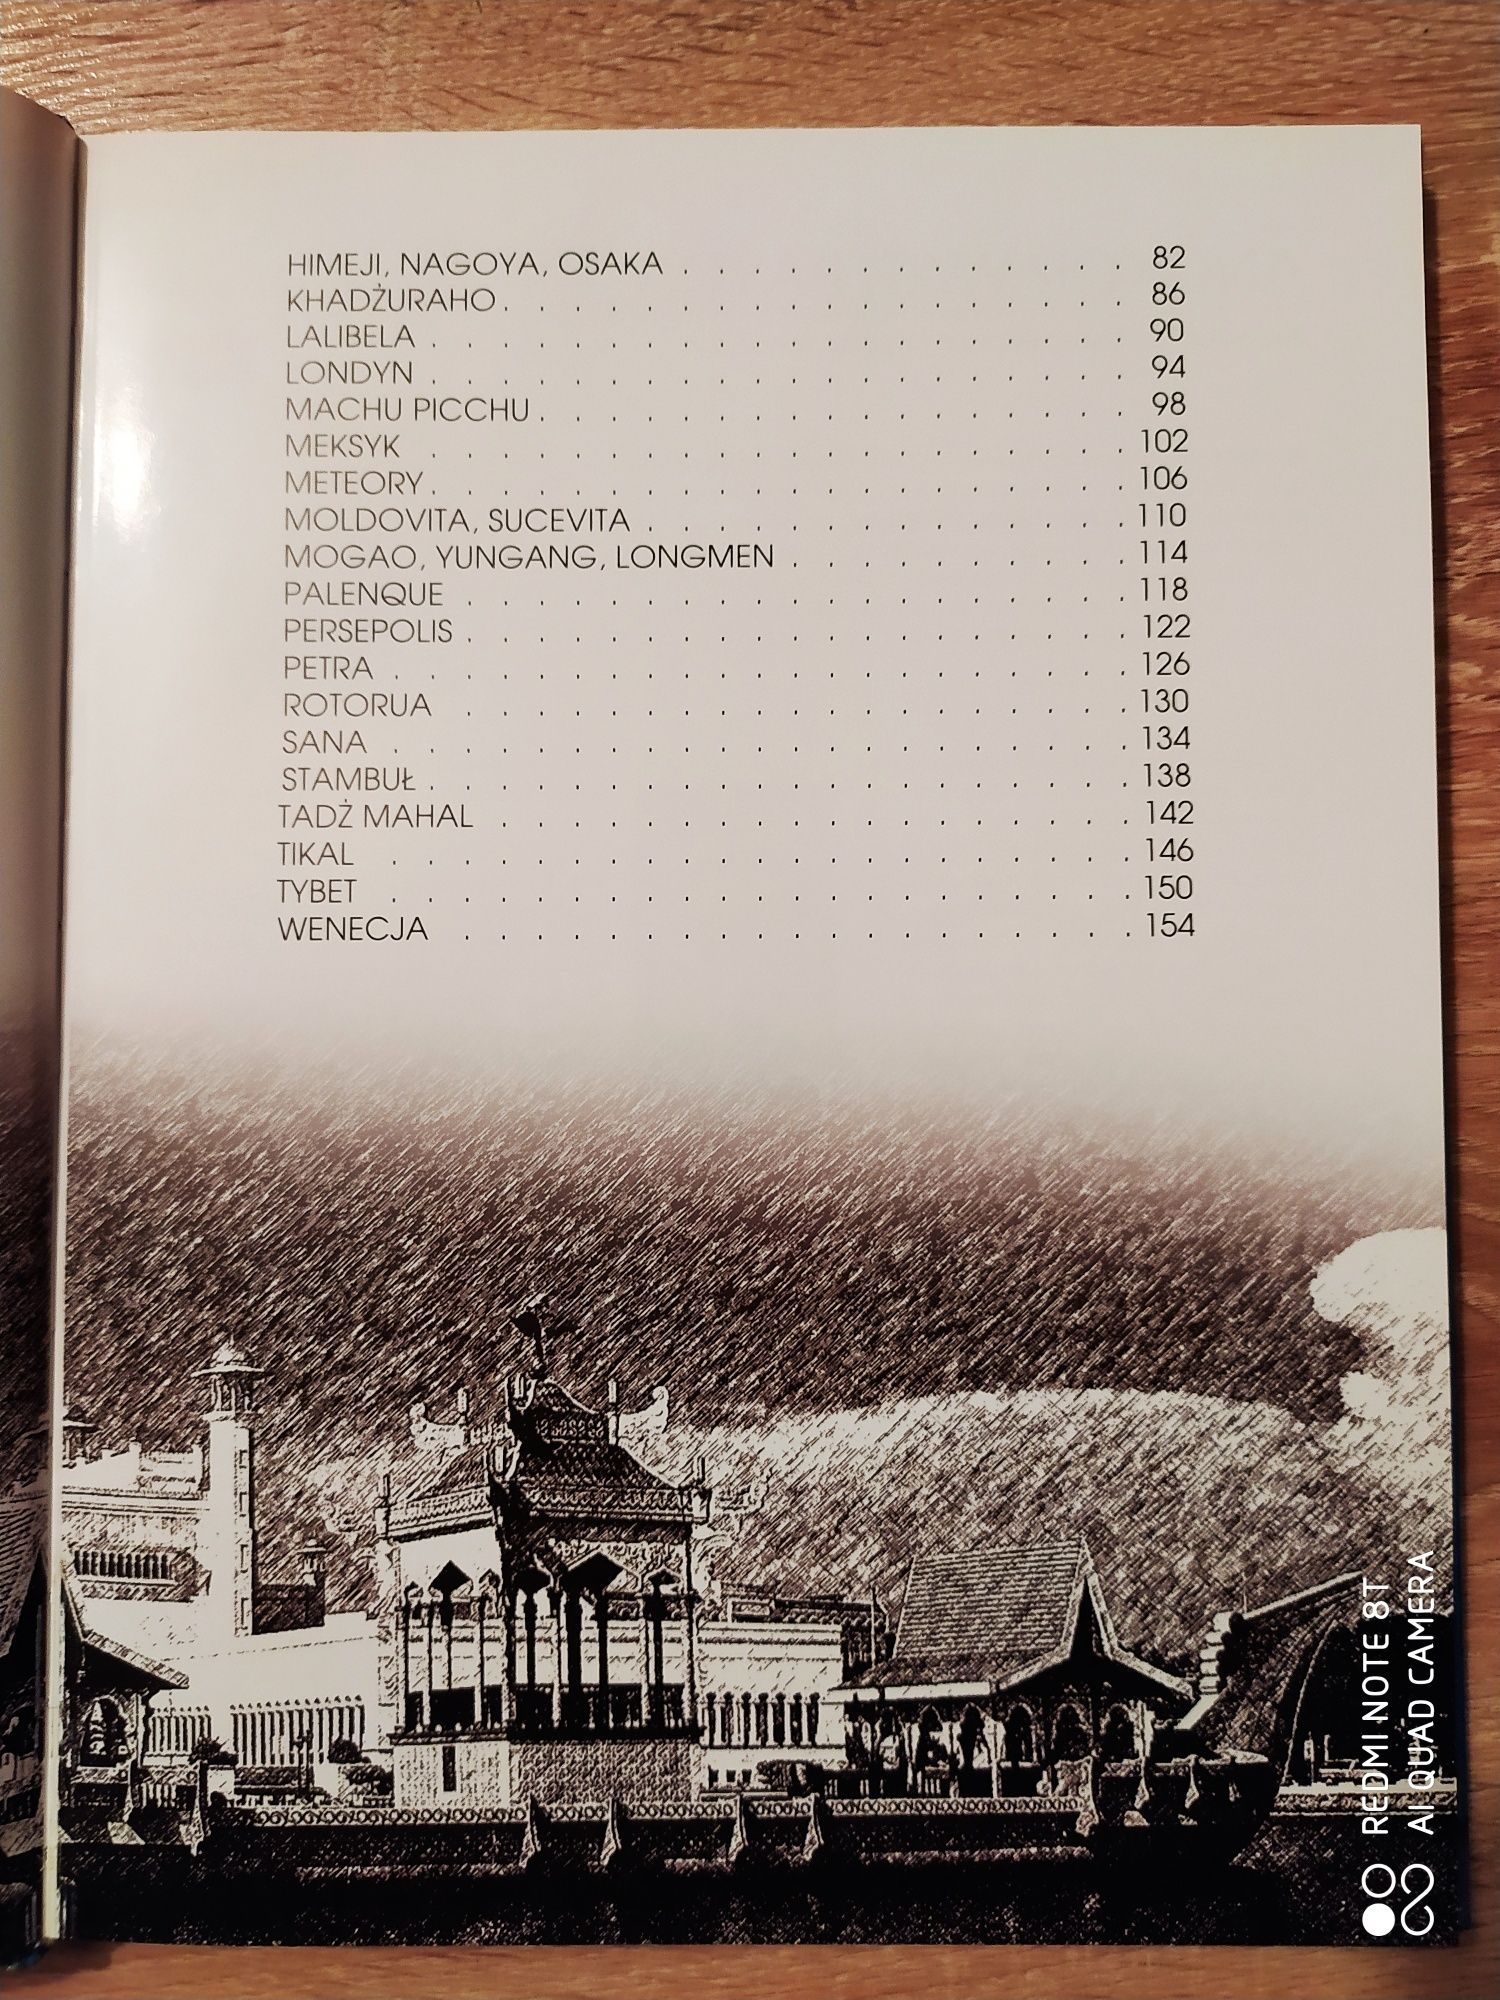 HIMEJI, NAGOYA, OSAKA . . . . . . . . . . . . . 82
KHADŻURAHO . . . . . . . . . . . . . . . . . . 86
LALIBELA . . . . . . . . . . . . . . . . . . . . 90
LONDYN . . . . . . . . . . . . . . . . . . . . 94
MACHU PICCHU . . . . . . . . . . . . . . . . . 98
MEKSYK . . . . . . . . . . . . . . . . . . . . 102
METEORY . . . . . . . . . . . . . . . . . . . . 106
MOLDOVITA, SUCEVITA . . . . . . . . . . . . . . 110
MOGAO, YUNGANG, LONGMEN . . . . . . . . . . 114
PALENQUE . . . . . . . . . . . . . . . . . . . 118
PERSEPOLIS . . . . . . . . . . . . . . . . . . . 122
PETRA . . . . . . . . . . . . . . . . . . . . . 126
ROTORUA . . . . . . . . . . . . . . . . . . . 130
SANA . . . . . . . . . . . . . . . . . . . . . 134
STAMBUŁ . . . . . . . . . . . . . . . . . . . . 138
TADŻ MAHAL . . . . . . . . . . . . . . . . . . 142
TIKAL . . . . . . . . . . . . . . . . . . . . . 146
TYBET . . . . . . . . . . . . . . . . . . . . . 150
WENECJA . . . . . . . . . . . . . . . . . . . 154
REDMI NOTE 8T
AI QUAD CAMERA